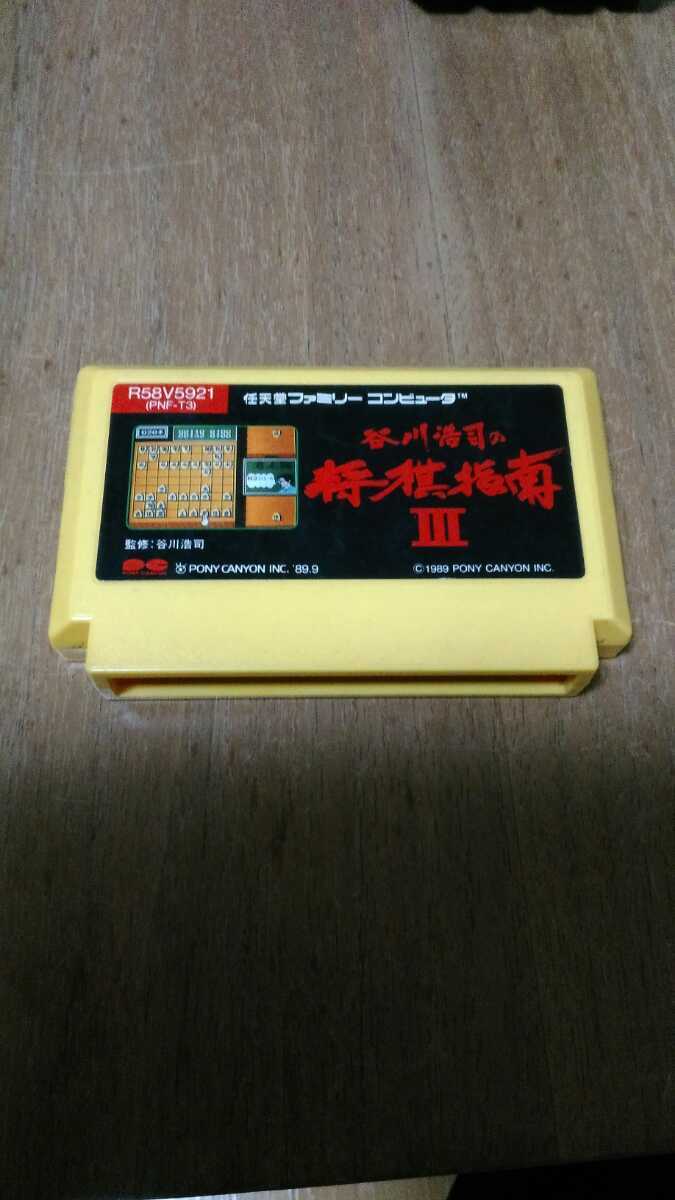 R58V5921
(PNF-T3)
任天堂ファミリーコンピュータ™
谷川浩司の
将棋指南
III
監修:谷川浩司
PONY CANYON
PONY CANYON INC. '89.9
©1989 PONY CANYON INC.